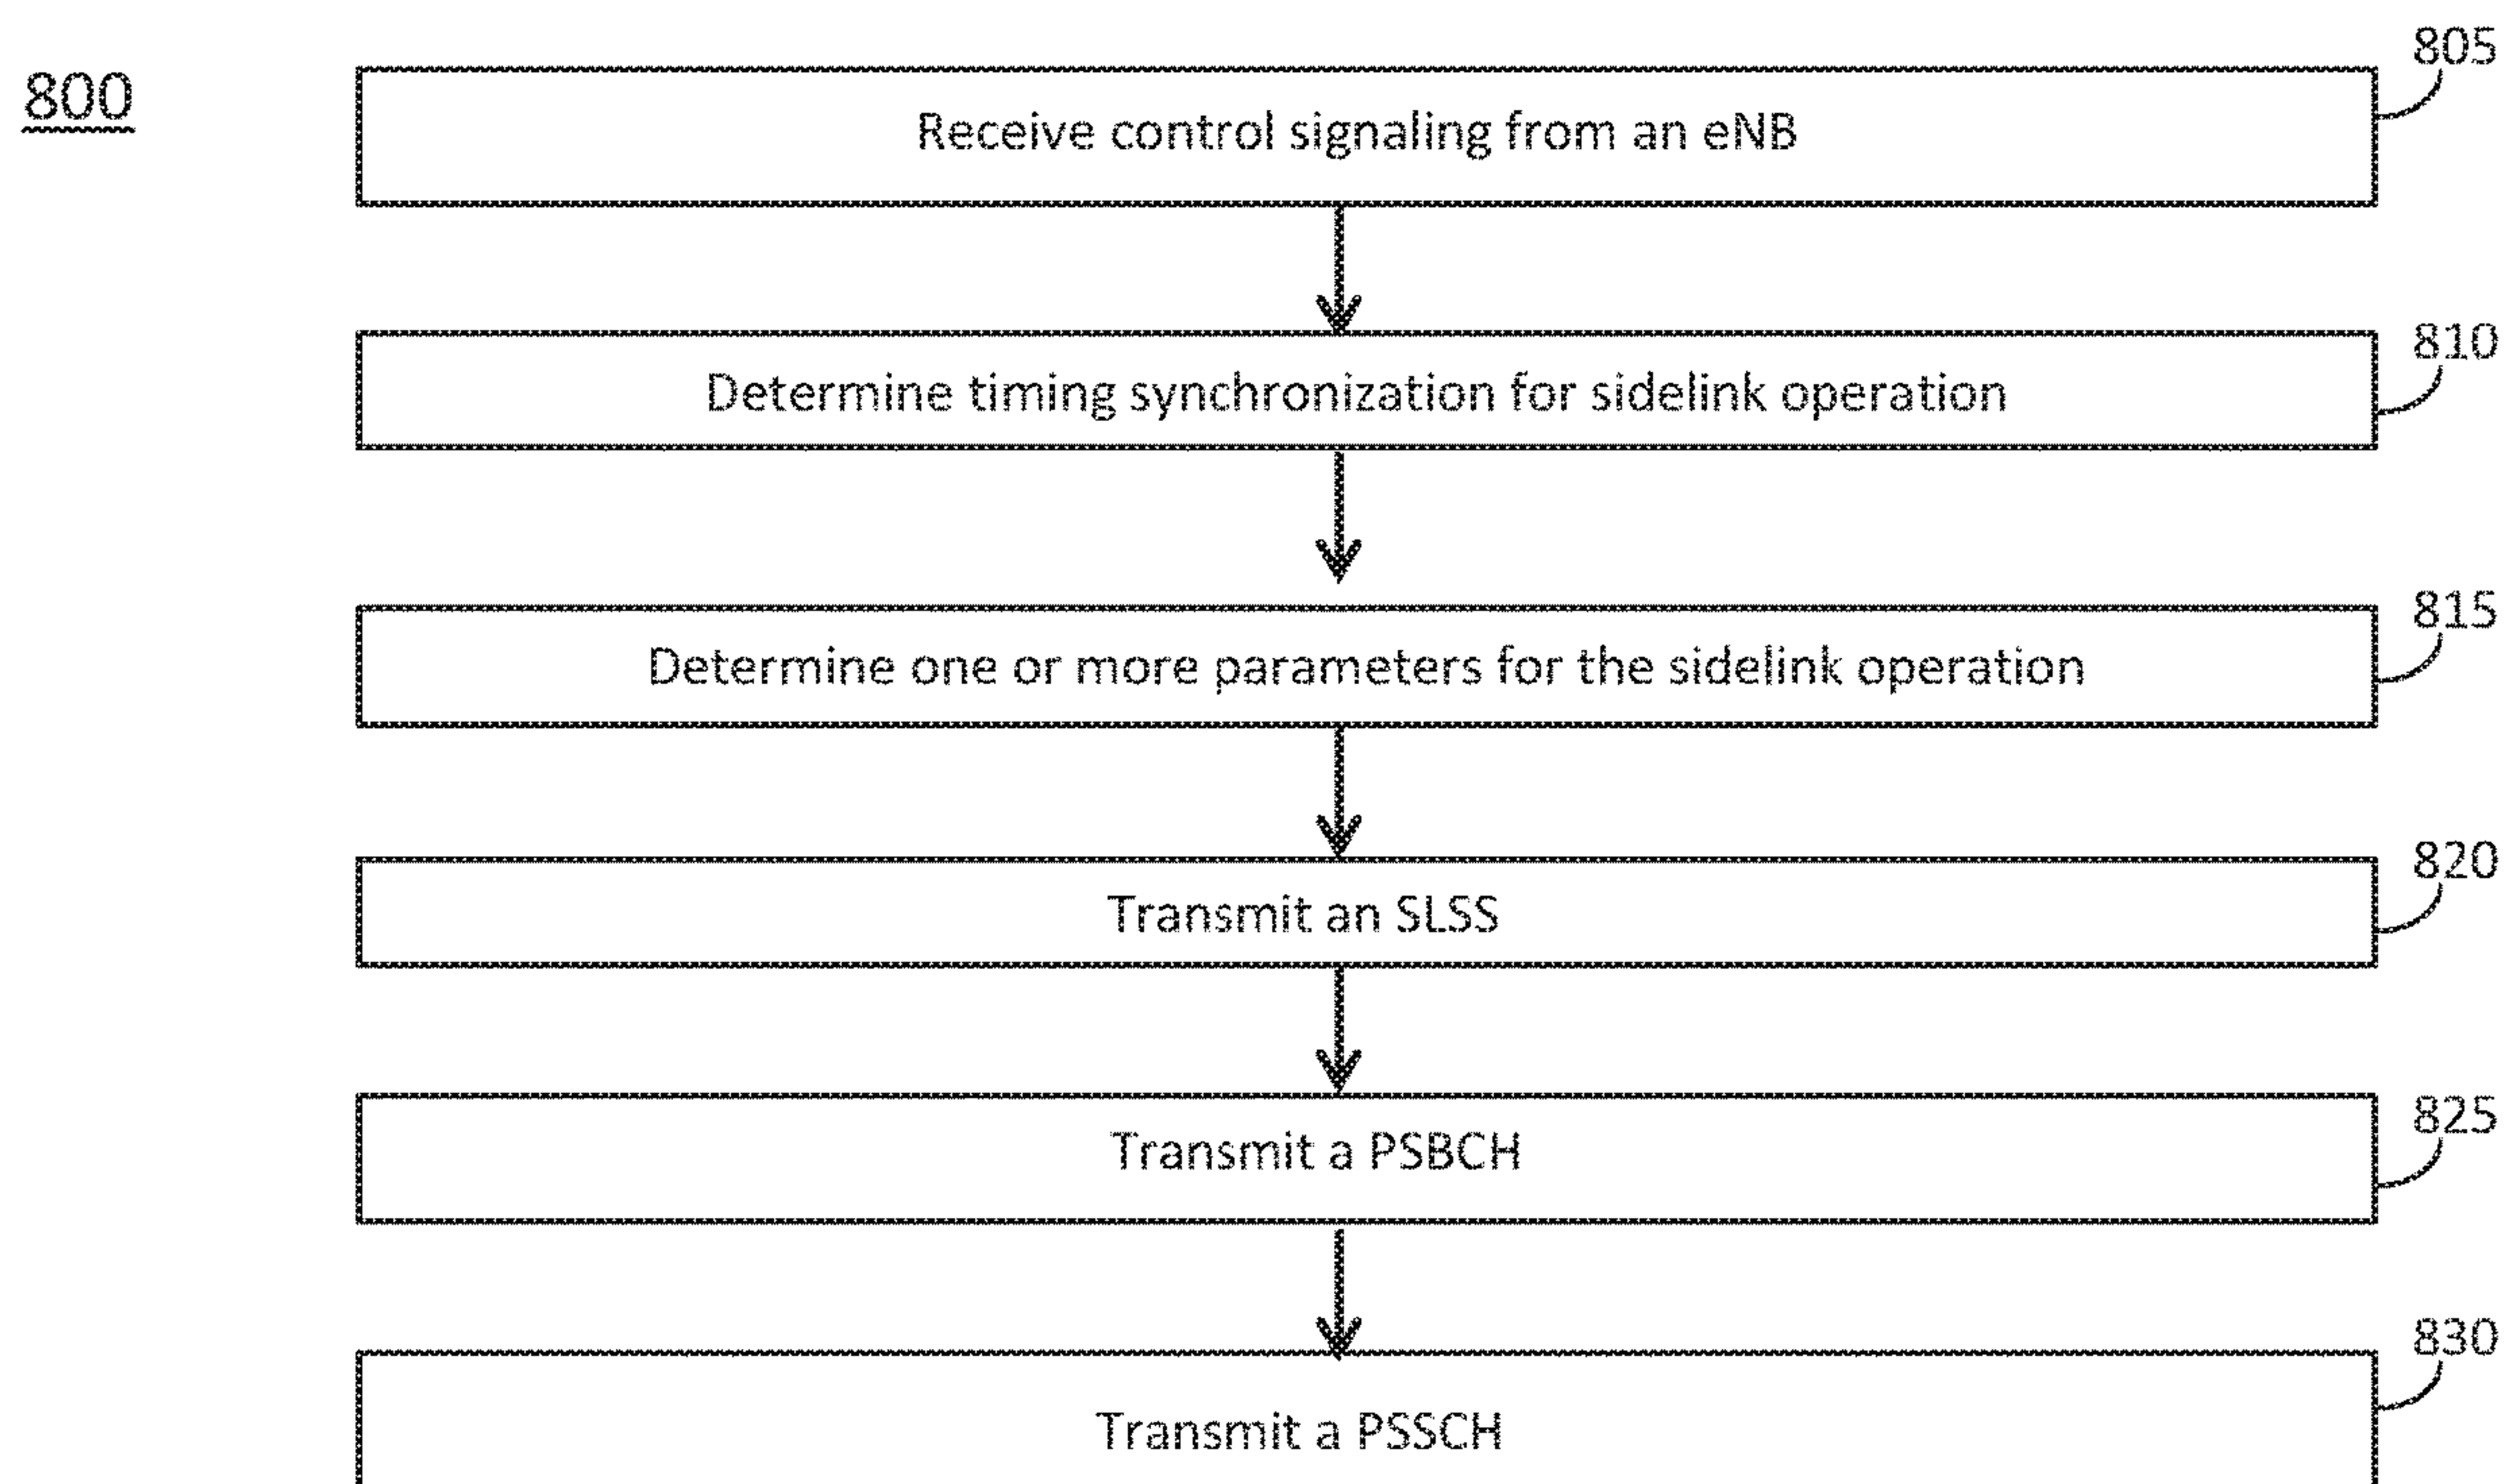 800
805
Receive control signaling from an eNB
810
Determine timing synchronization for sidelink operation
815
Determine one or more parameters for the sidelink operation
820
Transmit an SLSS
825
Transmit a PSBCH
830
Transmit a PSSCH